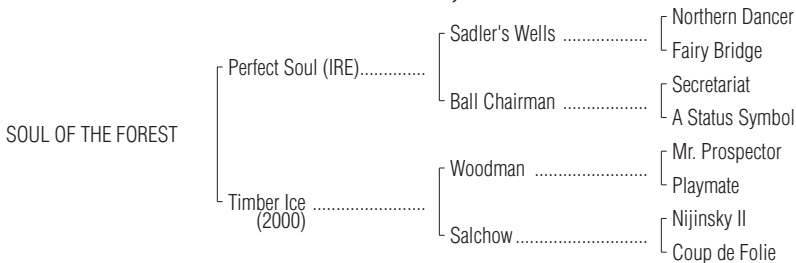 Northern Dancer
Sadler's Wells ..................
Fairy Bridge
Perfect Soul (IRE)..............
Secretariat
Ball Chairman ..................
A Status Symbol
SOUL OF THE FOREST
Mr. Prospector
Woodman ........................
Playmate
Timber Ice ........................
(2000)
Nijinsky II
Salchow............................
Coup de Folie